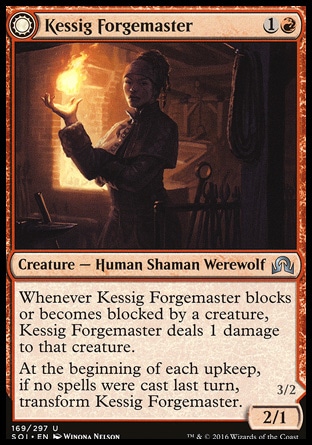 Kessig Forgemaster 1
Creature — Human Shaman Werewolf
Whenever Kessig Forgemaster blocks
or becomes blocked by a creature,
Kessig Forgemaster deals 1 damage
to that creature.
At the beginning of each upkeep,
if no spells were cast last turn,
transform Kessig Forgemaster.
3/2
2/1
169/297 U
SOI • EN Winona Nelson
™ & © 2016 Wizards of the Coast